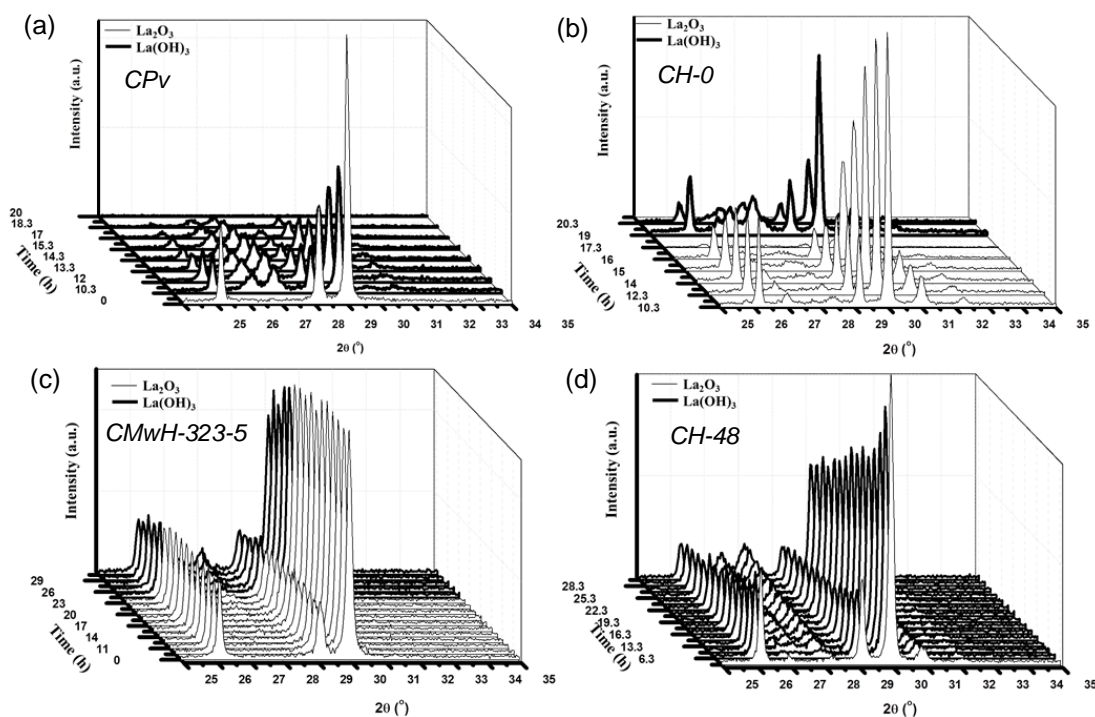 (a)
La₂O₃
La(OH)₃
CPv
Intensity (a.u.)
20
18.3
17
15.3
14.3
13.3
12
10.3
0
Time (h)
25 26 27 28 29 30 31 32 33 34 35
2θ (°)
(b)
La₂O₃
La(OH)₃
CH-0
Intensity (a.u.)
20.3
19
17.3
16
15
14
12.3
10.3
Time (h)
25 26 27 28 29 30 31 32 33 34 35
2θ (°)
(c)
La₂O₃
La(OH)₃
CMwH-323-5
Intensity (a.u.)
29
26
23
20
17
14
11
0
Time (h)
25 26 27 28 29 30 31 32 33 34 35
2θ (°)
(d)
La₂O₃
La(OH)₃
CH-48
Intensity (a.u.)
28.3
25.3
22.3
19.3
16.3
13.3
6.3
Time (h)
25 26 27 28 29 30 31 32 33 34 35
2θ (°)